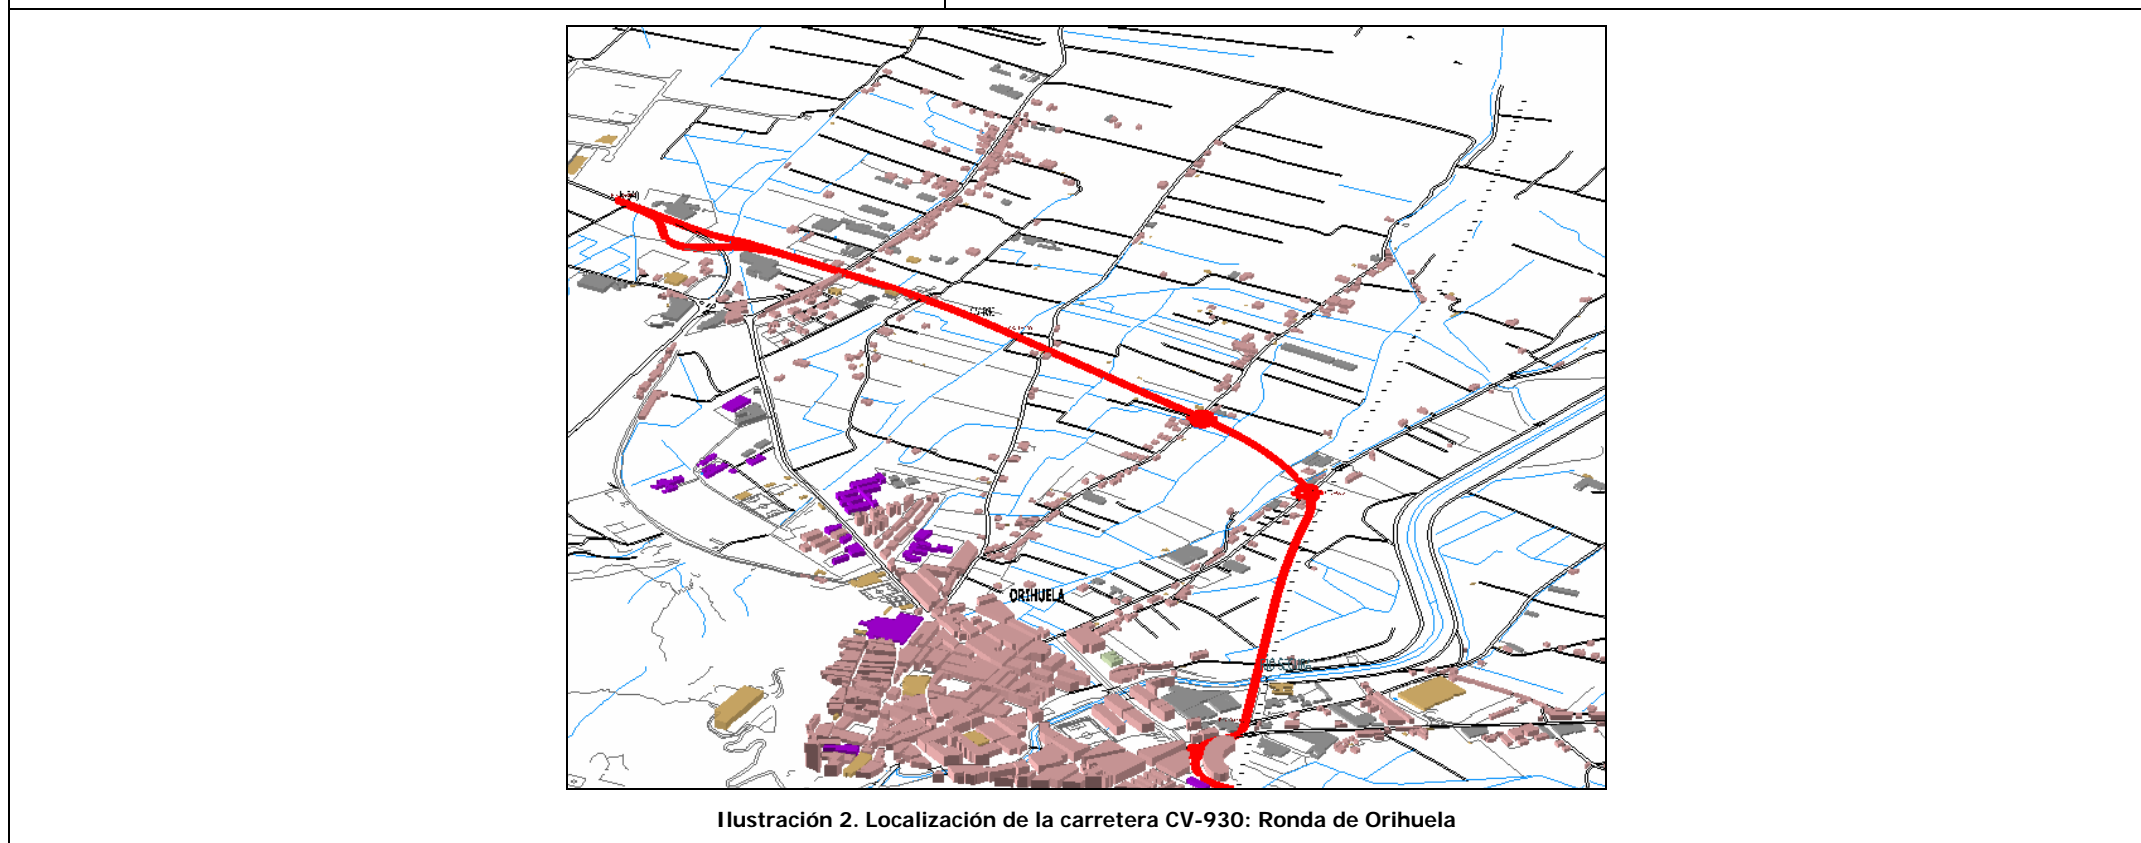 ORIHUELA
Ilustración 2. Localización de la carretera CV-930: Ronda de Orihuela